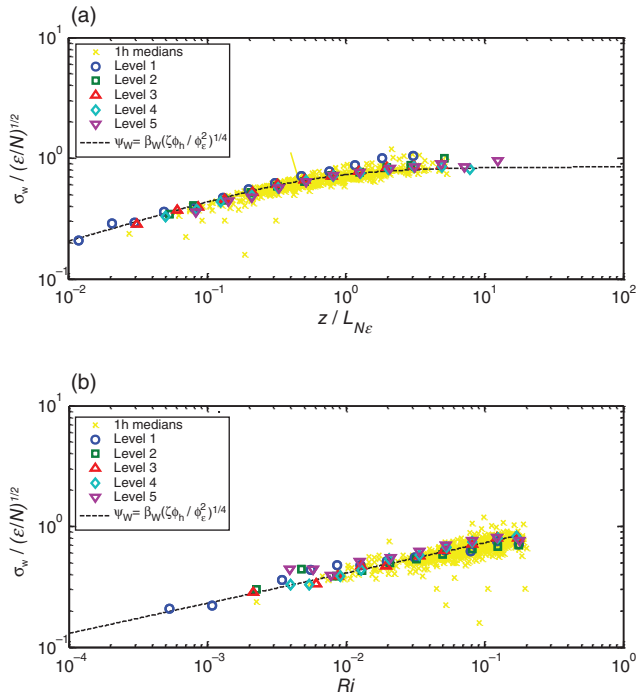 (a)
10^1
10^0
10^-1
σ_w / (ε/N)^1/2
1h medians
Level 1
Level 2
Level 3
Level 4
Level 5
ψ_W = β_W(ζϕ_h / ϕ_ε^2)^1/4
10^-2 10^-1 10^0 10^1 10^2
z / L_Nε
(b)
10^1
10^0
10^-1
σ_w / (ε/N)^1/2
1h medians
Level 1
Level 2
Level 3
Level 4
Level 5
ψ_W = β_W(ζϕ_h / ϕ_ε^2)^1/4
10^-4 10^-3 10^-2 10^-1 10^0
Ri